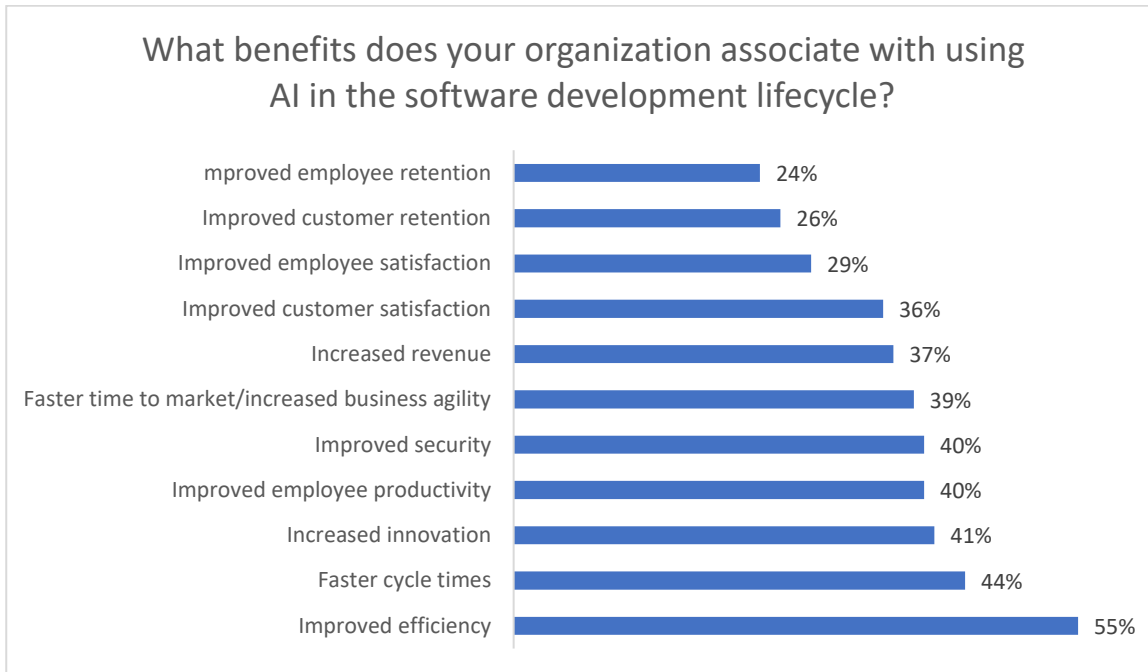 What benefits does your organization associate with using
AI in the software development lifecycle?
mproved employee retention 24%
Improved customer retention 26%
Improved employee satisfaction 29%
Improved customer satisfaction 36%
Increased revenue 37%
Faster time to market/increased business agility 39%
Improved security 40%
Improved employee productivity 40%
Increased innovation 41%
Faster cycle times 44%
Improved efficiency 55%